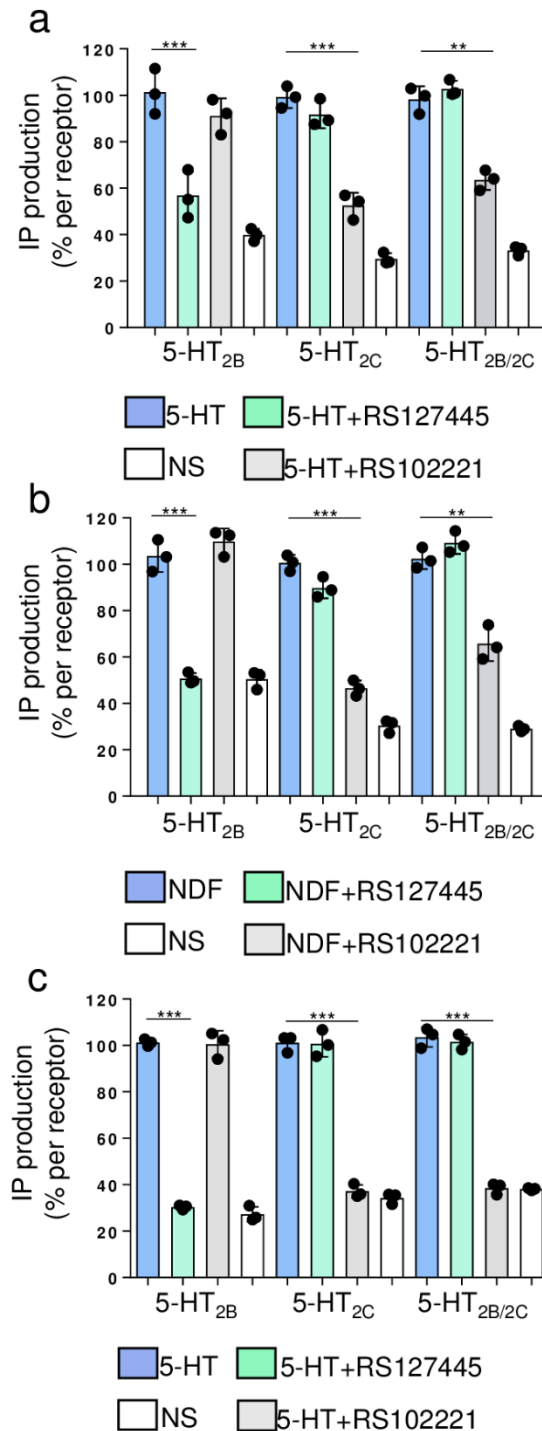 a
*** *** **
120
100
80
60
40
20
0
IP production
(% per receptor)
5-HT2B 5-HT2C 5-HT2B/2C
5-HT 5-HT+RS127445
NS 5-HT+RS102221
b
*** *** **
120
100
80
60
40
20
0
IP production
(% per receptor)
5-HT2B 5-HT2C 5-HT2B/2C
NDF NDF+RS127445
NS NDF+RS102221
c
*** *** ***
120
100
80
60
40
20
0
IP production
(% per receptor)
5-HT2B 5-HT2C 5-HT2B/2C
5-HT 5-HT+RS127445
NS 5-HT+RS102221